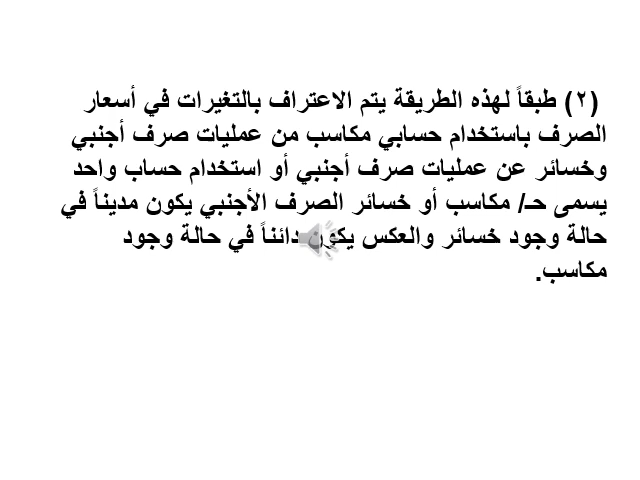 (٢) طبقاً لهذه الطريقة يتم الاعتراف بالتغيرات في أسعار
الصرف باستخدام حسابي مكاسب من عمليات صرف أجنبي
وخسائر عن عمليات صرف أجنبي أو استخدام حساب واحد
يسمى حـ/ مكاسب أو خسائر الصرف الأجنبي يكون مديناً في
حالة وجود خسائر والعكس يكون دائناً في حالة وجود
مكاسب.